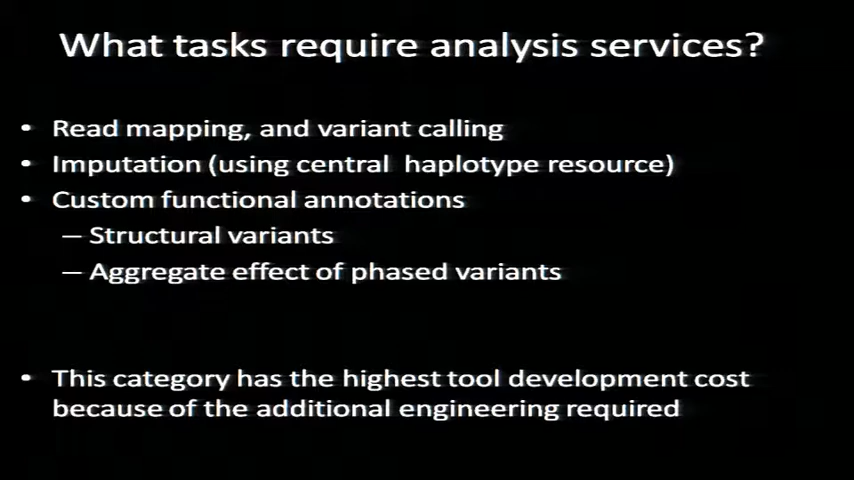 What tasks require analysis services?
• Read mapping, and variant calling
• Imputation (using central haplotype resource)
• Custom functional annotations
– Structural variants
– Aggregate effect of phased variants
• This category has the highest tool development cost
because of the additional engineering required